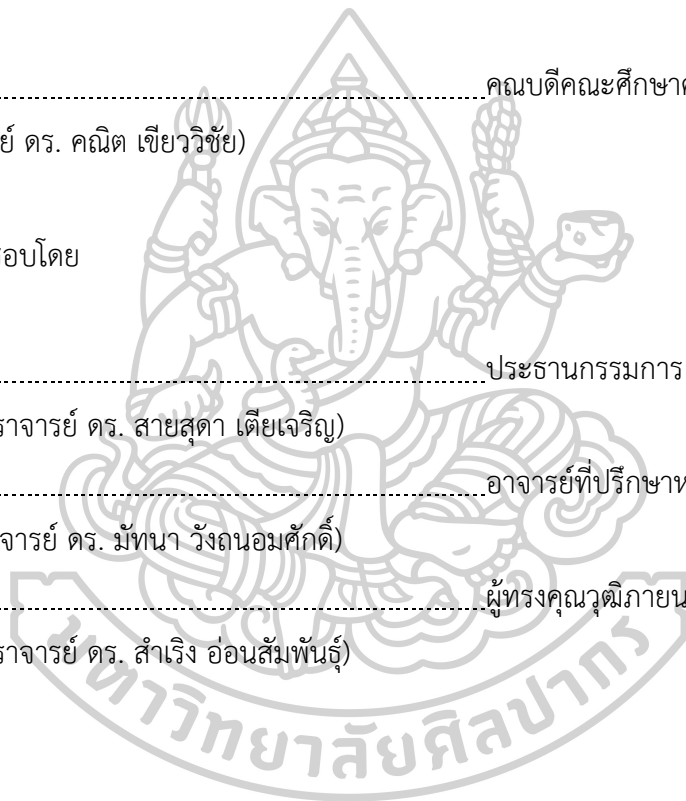 คณบดีคณะศึกษาศ
ย์ ดร. คณิต เขียววิชัย)
สอบโดย
ประธานกรรมการ
ราจารย์ ดร. สายสุดา เตียเจริญ)
อาจารย์ที่ปรึกษาห
จารย์ ดร. มัทนา วังถนอมศักดิ์)
ผู้ทรงคุณวุฒิภายน
ราจารย์ ดร. สำเริง อ่อนสัมพันธุ์)
มหาวิทยาลัยศิลปากร